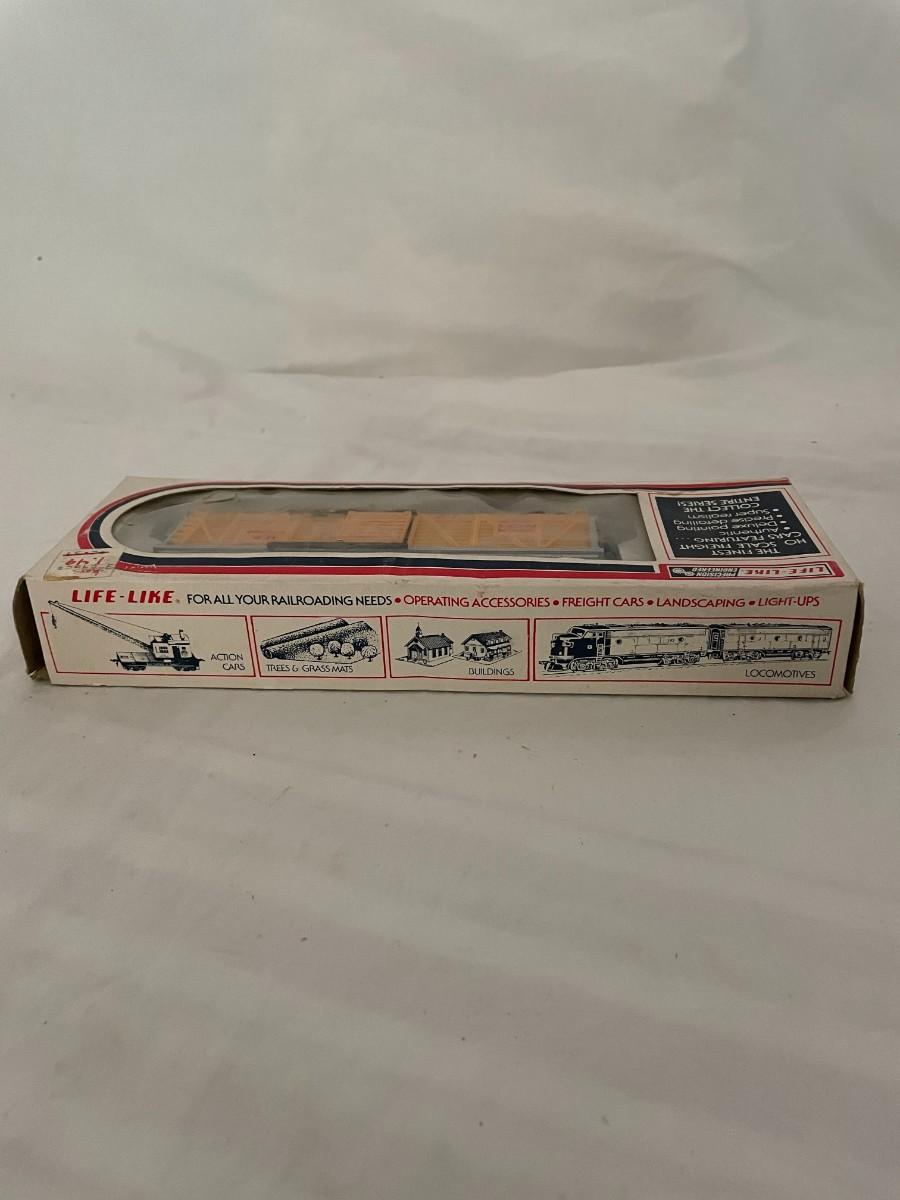 LIFE-LIKE PRECISION ENGINEERED
THE FINEST
HO SCALE FREIGHT
CARS FEATURING...
• Authentic
• Deluxe painting
• Precise detailing
• Super realism
COLLECT THE
ENTIRE SERIES!
LIFE-LIKE® FOR ALL YOUR RAILROADING NEEDS • OPERATING ACCESSORIES • FREIGHT CARS • LANDSCAPING • LIGHT-UPS
ACTION
CARS
TREES & GRASS MATS
BUILDINGS
LOCOMOTIVES